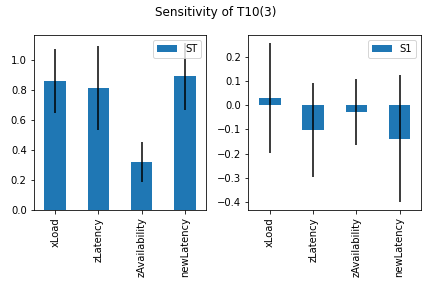 Sensitivity of T10(3)
ST
1.0
0.8
0.6
0.4
0.2
0.0
xLoad
zLatency
zAvailability
newLatency
S1
0.2
0.1
0.0
−0.1
−0.2
−0.3
−0.4
xLoad
zLatency
zAvailability
newLatency